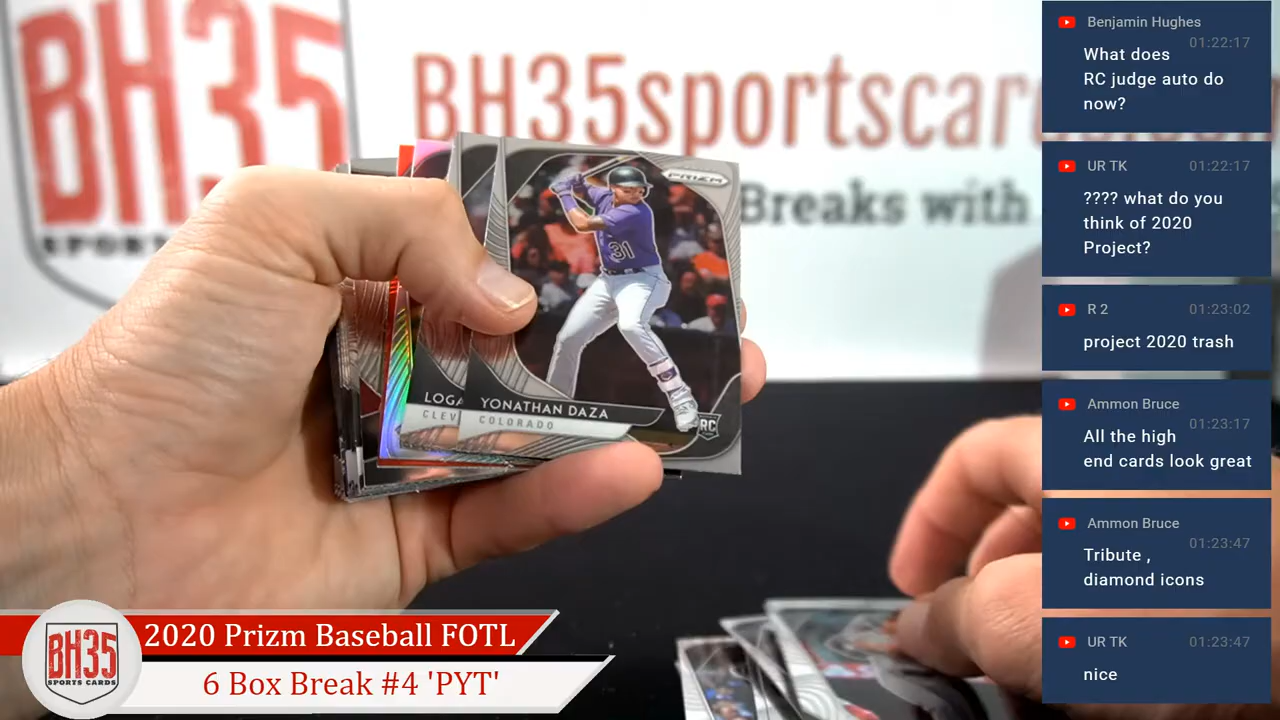 BH35
SPORTS
BH35sportscar
Breaks with
PRIZM
31
LOGA
CLEV
YONATHAN DAZA
COLORADO
RC
BH35
SPORTS CARDS
2020 Prizm Baseball FOTL
6 Box Break #4 'PYT'
Benjamin Hughes
01:22:17
What does
RC judge auto do
now?
UR TK
01:22:17
???? what do you
think of 2020
Project?
R 2
01:23:02
project 2020 trash
Ammon Bruce
01:23:17
All the high
end cards look great
Ammon Bruce
01:23:47
Tribute ,
diamond icons
UR TK
01:23:47
nice